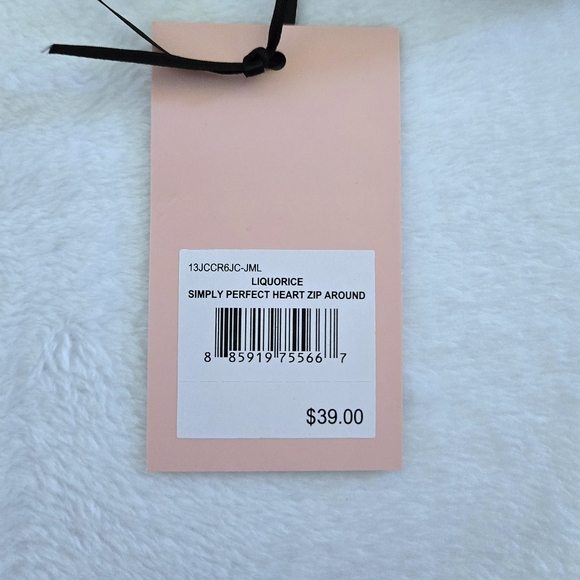 13JCCR6JC-JML
LIQUORICE
SIMPLY PERFECT HEART ZIP AROUND
8 85919 75566 7
$39.00